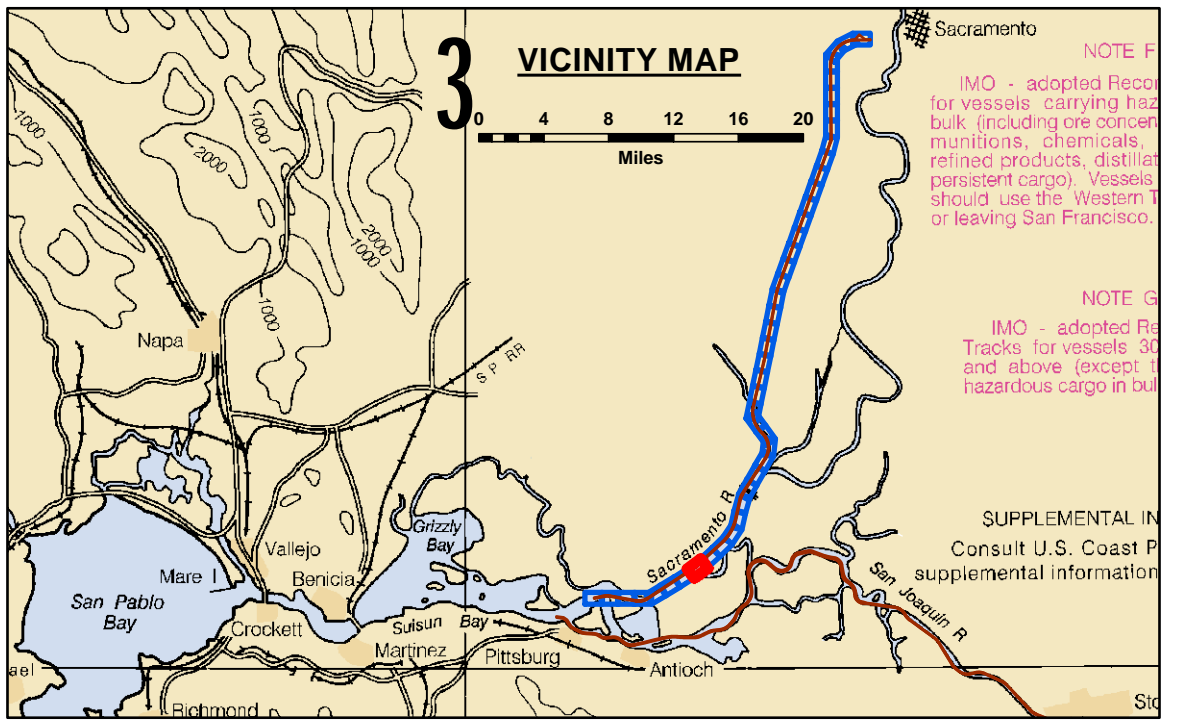 3
VICINITY MAP
0 4 8 12 16 20
Miles
Sacramento
NOTE F
IMO - adopted Recor
for vessels carrying haz
bulk (including ore concen
munitions, chemicals,
refined products, distillat
persistent cargo). Vessels
should use the Western T
or leaving San Francisco.
NOTE G
IMO - adopted Re
Tracks for vessels 30
and above (except t
hazardous cargo in bul
1000
2000
1000
2000
1000
1000
Napa
S P RR
Grizzly
Bay
Sacramento R
SUPPLEMENTAL IN
Consult U.S. Coast P
supplemental information
Vallejo
Mare I
Benicia
San Pablo
Bay
Crockett
Suisun Bay
Martinez
Pittsburg
Antioch
San Joaquin R
ael
Richmond
Sto